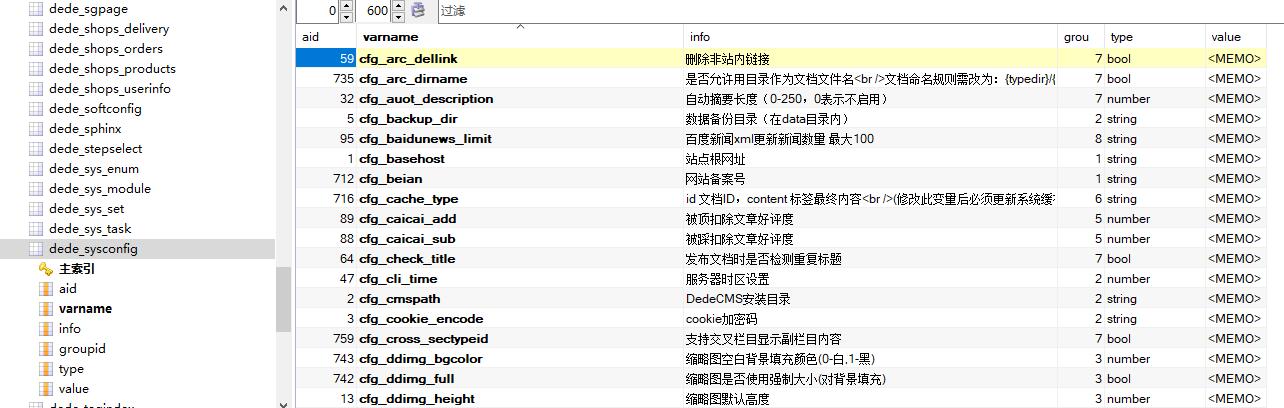 dede_sgpage
dede_shops_delivery
dede_shops_orders
dede_shops_products
dede_shops_userinfo
dede_softconfig
dede_sphinx
dede_stepselect
dede_sys_enum
dede_sys_module
dede_sys_set
dede_sys_task
dede_sysconfig
主索引
aid
varname
info
groupid
type
value
0 600 过滤
aid varname info grou type value
59 cfg_arc_dellink 删除非站内链接 7 bool <MEMO>
735 cfg_arc_dirname 是否允许用目录作为文档文件名<br />文档命名规则需改为：{typedir}/{ 7 bool <MEMO>
32 cfg_auot_description 自动摘要长度（0-250，0表示不启用） 7 number <MEMO>
5 cfg_backup_dir 数据备份目录（在data目录内） 2 string <MEMO>
95 cfg_baidunews_limit 百度新闻xml更新新闻数量 最大100 8 string <MEMO>
1 cfg_basehost 站点根网址 1 string <MEMO>
712 cfg_beian 网站备案号 1 string <MEMO>
716 cfg_cache_type id 文档ID，content 标签最终内容<br />(修改此变量后必须更新系统缓 6 string <MEMO>
89 cfg_caicai_add 被顶扣除文章好评度 5 number <MEMO>
88 cfg_caicai_sub 被踩扣除文章好评度 5 number <MEMO>
64 cfg_check_title 发布文档时是否检测重复标题 7 bool <MEMO>
47 cfg_cli_time 服务器时区设置 2 number <MEMO>
2 cfg_cmspath DedeCMS安装目录 2 string <MEMO>
3 cfg_cookie_encode cookie加密码 2 string <MEMO>
759 cfg_cross_sectypeid 支持交叉栏目显示副栏目内容 7 bool <MEMO>
743 cfg_ddimg_bgcolor 缩略图空白背景填充颜色(0-白,1-黑) 3 number <MEMO>
742 cfg_ddimg_full 缩略图是否使用强制大小(对背景填充) 3 bool <MEMO>
13 cfg_ddimg_height 缩略图默认高度 3 number <MEMO>